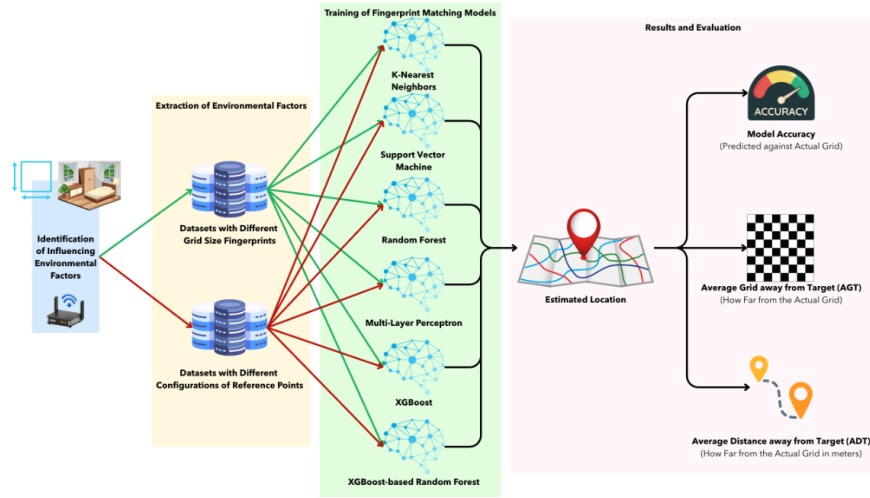 Identification
of Influencing
Environmental
Factors
Extraction of Environmental Factors
Datasets with Different
Grid Size Fingerprints
Datasets with Different
Configurations of Reference Points
Training of Fingerprint Matching Models
K-Nearest
Neighbors
Support Vector
Machine
Random Forest
Multi-Layer Perceptron
XGBoost
XGBoost-based Random Forest
Estimated Location
Results and Evaluation
ACCURACY
Model Accuracy
(Predicted against Actual Grid)
Average Grid away from Target (AGT)
(How Far from the Actual Grid)
Average Distance away from Target (ADT)
(How Far from the Actual Grid in meters)